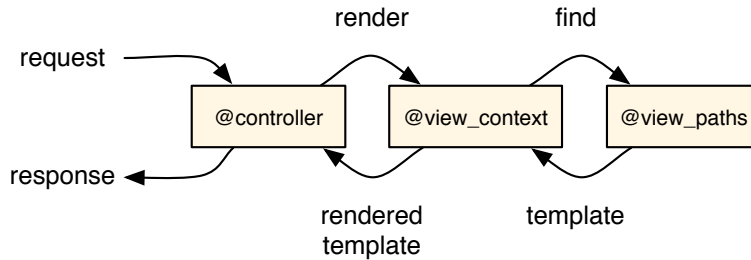 render
find
request
@controller
@view_context
@view_paths
response
rendered
template
template